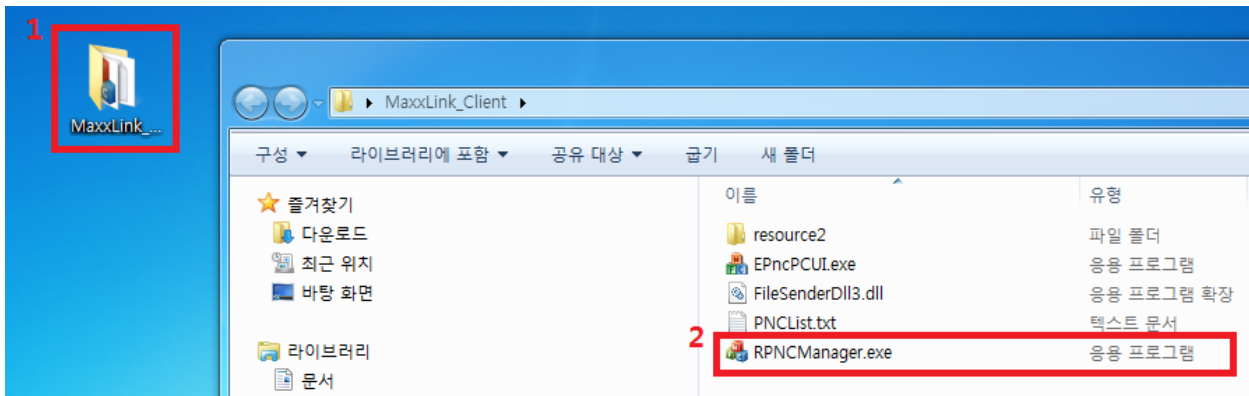 1
MaxxLink_...
MaxxLink_Client
구성 라이브러리에 포함 공유 대상 굽기 새 폴더
즐겨찾기
다운로드
최근 위치
바탕 화면
라이브러리
문서
이름 유형
resource2 파일 폴더
EPncPCUI.exe 응용 프로그램
FileSenderDll3.dll 응용 프로그램 확장
PNCList.txt 텍스트 문서
2
RPNCManager.exe 응용 프로그램